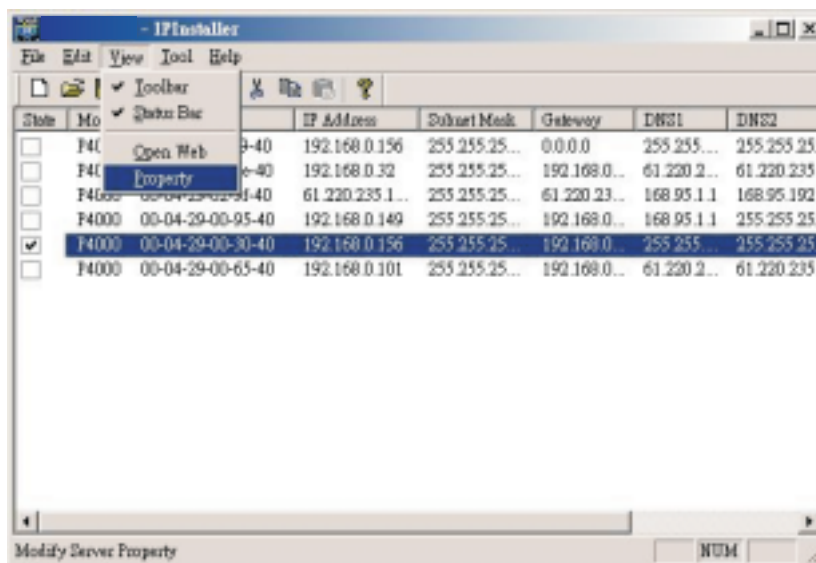 - IPInstaller
File Edit View Tool Help
Toolbar
Status Bar
Open Web
Property
State Mo IP Address Subnet Mask Gateway DNS1 DNS2
P4( 9-40 192.168.0.156 255.255.25... 0.0.0.0 255.255.... 255.255.25
P4( e-40 192.168.0.32 255.255.25... 192.168.0... 61.220.2... 61.220.235
P4000 61.220.235.1... 255.255.25... 61.220.23... 168.95.1.1 168.95.192
P4000 00-04-29-00-95-40 192.168.0.149 255.255.25... 192.168.0... 168.95.1.1 255.255.25
P4000 00-04-29-00-30-40 192.168.0.156 255.255.25... 192.168.0... 255.255.... 255.255.25
P4000 00-04-29-00-65-40 192.168.0.101 255.255.25... 192.168.0... 61.220.2... 61.220.235
Modify Server Property NUM